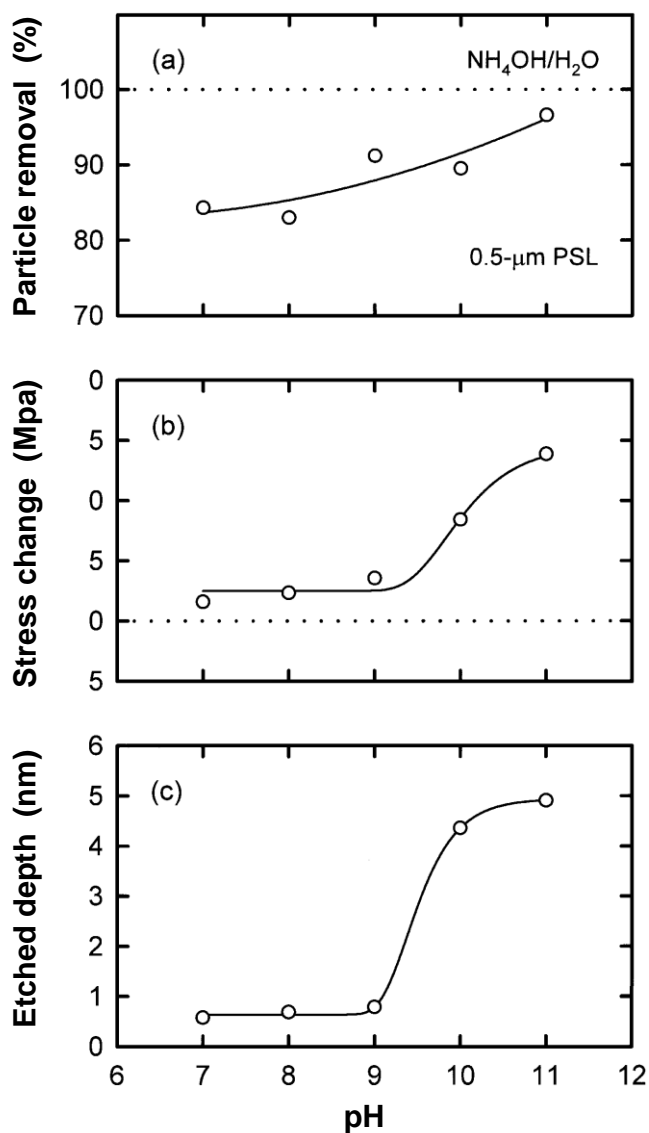 Particle removal (%)
(a)
NH₄OH/H₂O
0.5-μm PSL
100
90
80
70
Stress change (Mpa)
(b)
0
5
0
5
0
5
Etched depth (nm)
(c)
6
5
4
3
2
1
0
6 7 8 9 10 11 12
pH